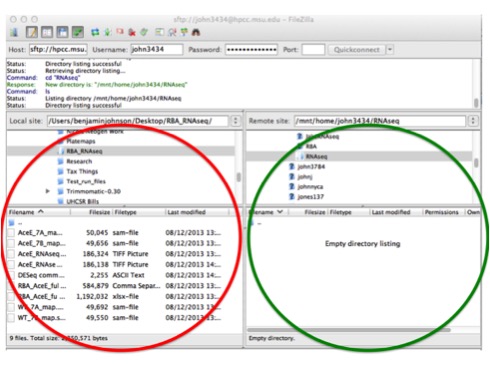 sftp://john3434@hpcc.msu.edu – FileZilla
Host: sftp://hpcc.msu.edu Username: john3434 Password: •••••••••••••• Port: Quickconnect
Status: Directory listing successful
Status: Retrieving directory listing...
Command: cd "RNAseq"
Response: New directory is: "/mnt/home/john3434/RNAseq"
Command: ls
Status: Listing directory /mnt/home/john3434/RNAseq
Status: Directory listing successful
Local site: /Users/benjaminjohnson/Desktop/RBA_RNAseq/
Platemaps
RBA_RNAseq
Research
Tax Things
Test_run_files
Trimmomatic-0.30
UHCSR Bills
Filename Filesize Filetype Last modified
..
AceE_7A_map.... 50,045 sam-file 08/12/2013 13:...
AceE_7B_map... 49,656 sam-file 08/12/2013 13:...
AceE_RNAseq... 186,324 TIFF Picture 08/12/2013 14:...
AceE_RNAse... 186,138 TIFF Picture 08/12/2013 14:...
DESeq comm... 2,255 ASCII Text 08/12/2013 14:...
RBA_AceE_ful... 584,879 Comma Separ... 08/12/2013 13:...
RBA_AceE_fu... 1,192,032 xlsx-file 08/12/2013 13:...
WT_7A_map.... 49,692 sam-file 08/12/2013 13:...
WT_7B_map.s... 49,550 sam-file 08/12/2013 13:...
9 files. Total size: 2,350,571 bytes
Remote site: /mnt/home/john3434/RNAseq
RBA
RNAseq
john3784
johnj
johnnyca
jones137
Filename Filesize Filetype Last modified Permissions Own
..
Empty directory listing
Empty directory.